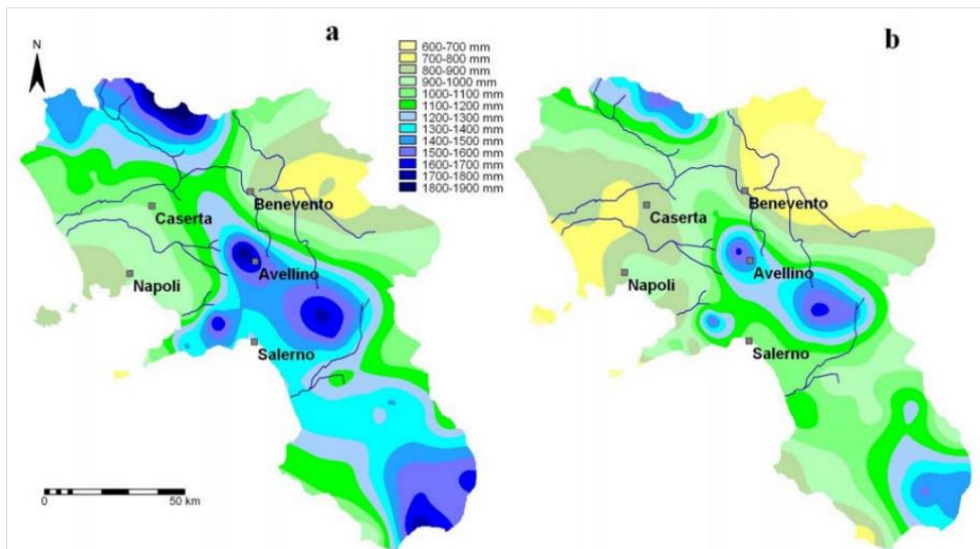 a
b
N
600-700 mm
700-800 mm
800-900 mm
900-1000 mm
1000-1100 mm
1100-1200 mm
1200-1300 mm
1300-1400 mm
1400-1500 mm
1500-1600 mm
1600-1700 mm
1700-1800 mm
1800-1900 mm
Benevento
Caserta
Avellino
Napoli
Salerno
Benevento
Caserta
Avellino
Napoli
Salerno
0 50 km